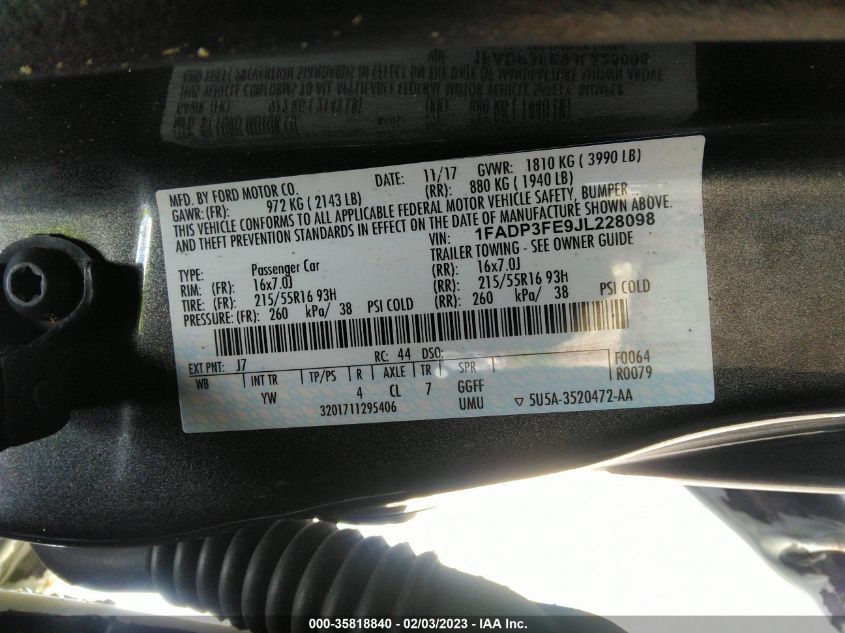 MFD. BY FORD MOTOR CO. DATE: 11/17 GVWR: 1810 KG ( 3990 LB)
GAWR: (FR): 972 KG ( 2143 LB) (RR): 880 KG ( 1940 LB)
THIS VEHICLE CONFORMS TO ALL APPLICABLE FEDERAL MOTOR VEHICLE SAFETY, BUMPER
AND THEFT PREVENTION STANDARDS IN EFFECT ON THE DATE OF MANUFACTURE SHOWN ABOVE.
VIN: 1FADP3FE9JL228098
TRAILER TOWING - SEE OWNER GUIDE
TYPE: Passenger Car
RIM: (FR): 16x7.0J (RR): 16x7.0J
TIRE: (FR): 215/55R16 93H (RR): 215/55R16 93H
PRESSURE: (FR): 260 kPa/ 38 PSI COLD (RR): 260 kPa/ 38 PSI COLD
EXT PNT: J7 RC: 44 DSO: F0064
WB INT TR TP/PS R AXLE TR SPR R0079
YW 4 CL 7 GGFF
3201711295406 UMU ▽ 5U5A-3520472-AA
000-35818840 - 02/03/2023 - IAA Inc.